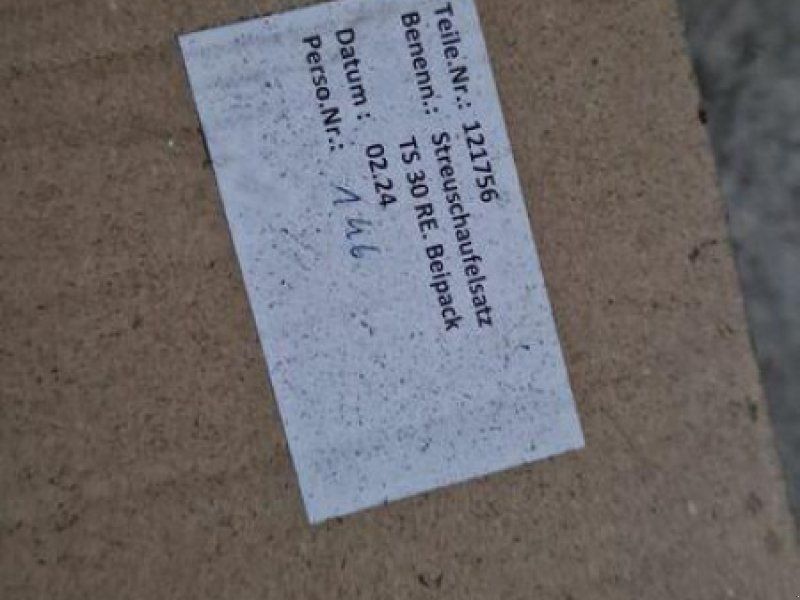 Teile.Nr.: 121756
Benenn.: Streuschaufelsatz
TS 30 RE. Beipack
Datum : 02.24
Perso.Nr.: 146